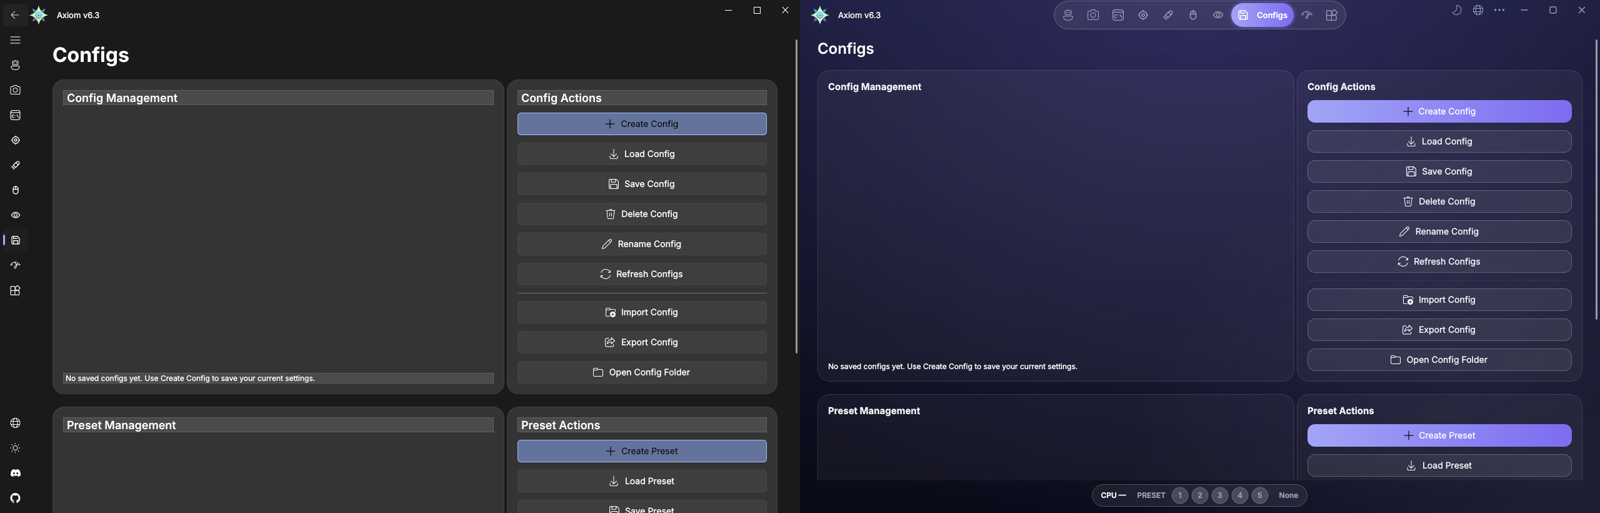 Axiom v6.3
Configs
Config Management
No saved configs yet. Use Create Config to save your current settings.
Config Actions
Create Config
Load Config
Save Config
Delete Config
Rename Config
Refresh Configs
Import Config
Export Config
Open Config Folder
Preset Management
Preset Actions
Create Preset
Load Preset
Save Preset
Axiom v6.3
Configs
Configs
Config Management
No saved configs yet. Use Create Config to save your current settings.
Config Actions
Create Config
Load Config
Save Config
Delete Config
Rename Config
Refresh Configs
Import Config
Export Config
Open Config Folder
Preset Management
Preset Actions
Create Preset
Load Preset
CPU — PRESET 1 2 3 4 5 None